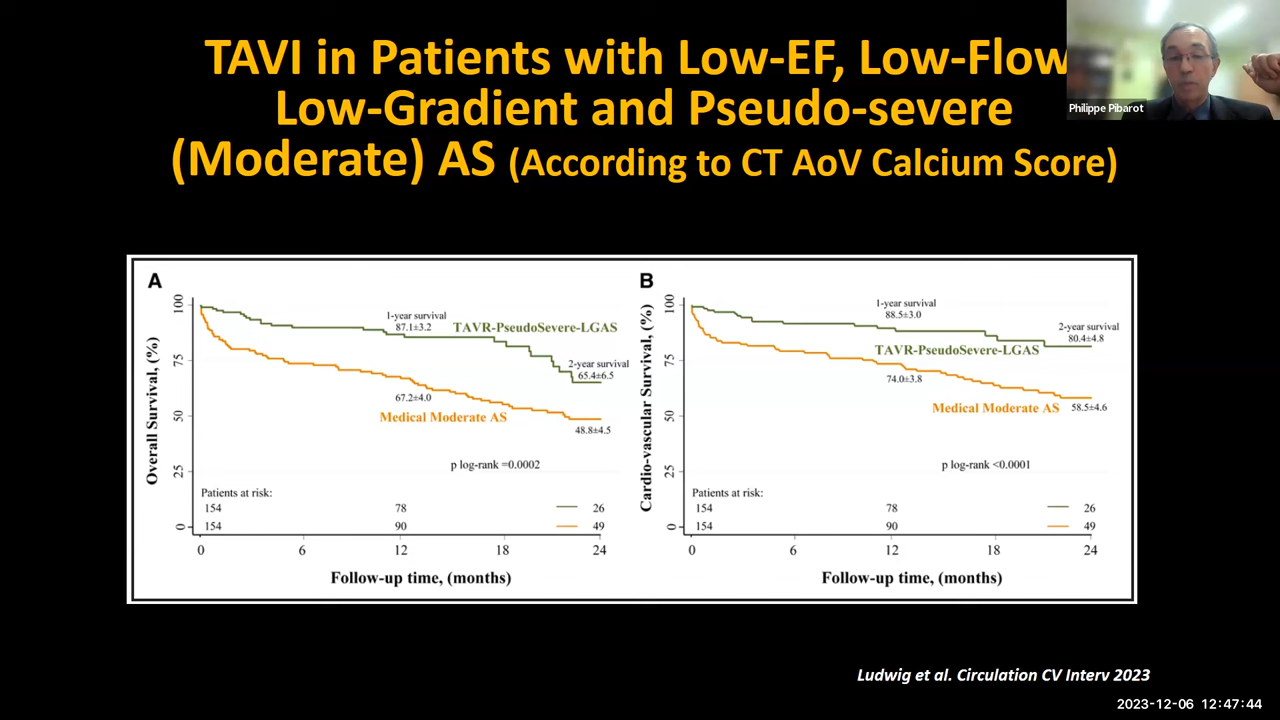 TAVI in Patients with Low-EF, Low-Flow
Low-Gradient and Pseudo-severe
(Moderate) AS (According to CT AoV Calcium Score)
Philippe Pibarot
A
Overall Survival, (%)
100
75
50
25
0
1-year survival
87.1±3.2
TAVR-PseudoSevere-LGAS
2-year survival
65.4±6.5
67.2±4.0
Medical Moderate AS
48.8±4.5
p log-rank =0.0002
Patients at risk:
154 78 26
154 90 49
0 6 12 18 24
Follow-up time, (months)
B
Cardio-vascular Survival, (%)
100
75
50
25
0
1-year survival
88.5±3.0
2-year survival
80.4±4.8
TAVR-PseudoSevere-LGAS
74.0±3.8
Medical Moderate AS
58.5±4.6
p log-rank <0.0001
Patients at risk:
154 78 26
154 90 49
0 6 12 18 24
Follow-up time, (months)
Ludwig et al. Circulation CV Interv 2023
2023-12-06 12:47:44